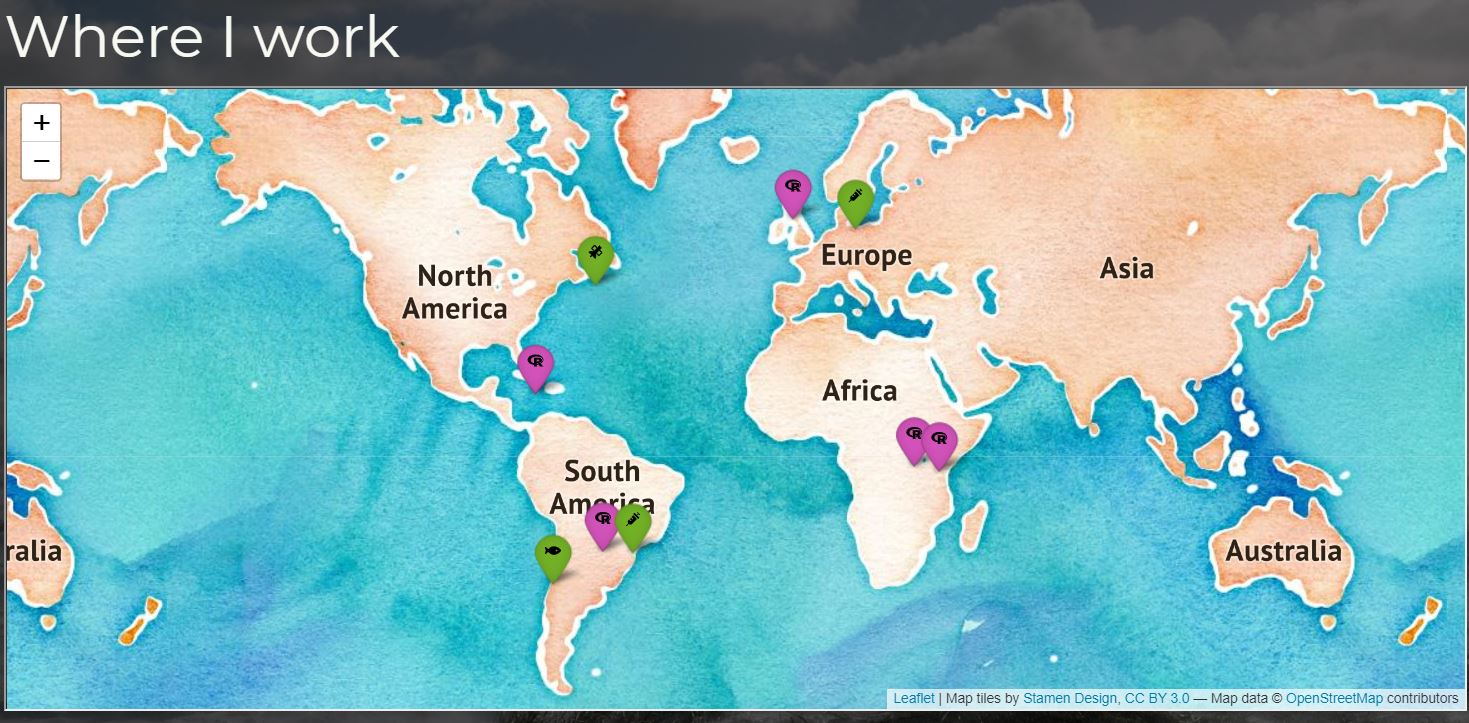 Where I work
+
−
North
America
Europe
Asia
Africa
South
America
ralia
Australia
R
R
R
R
R
Leaflet | Map tiles by Stamen Design, CC BY 3.0 — Map data © OpenStreetMap contributors